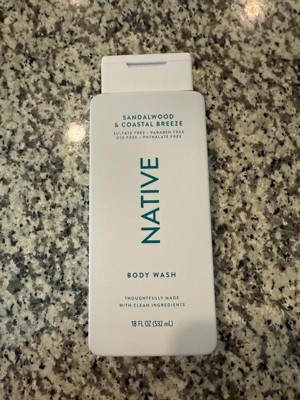 SANDALWOOD
& COASTAL BREEZE
SULFATE FREE • PARABEN FREE
DYE FREE • PHTHALATE FREE
NATIVE
BODY WASH
THOUGHTFULLY MADE
WITH CLEAN INGREDIENTS
18 FL OZ (532 mL)